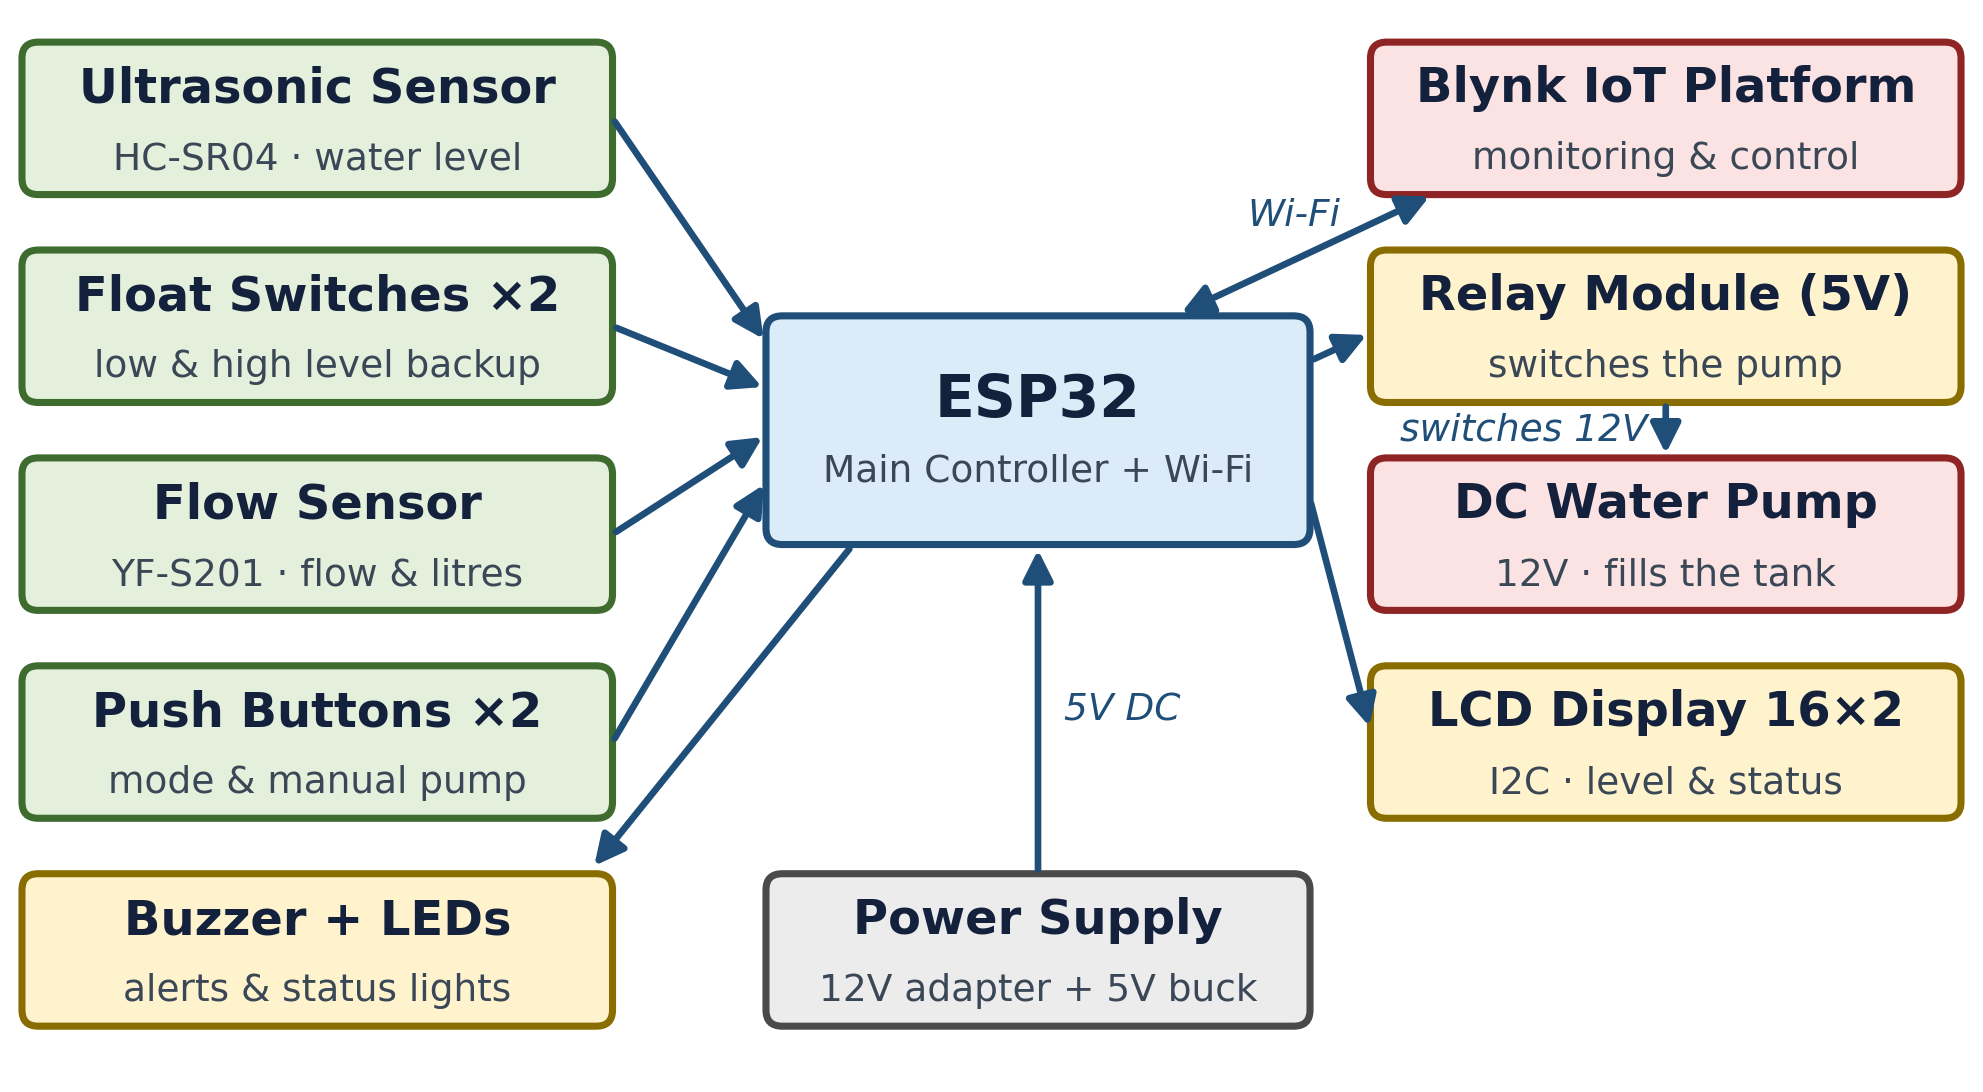 Ultrasonic Sensor
HC-SR04 · water level
Float Switches ×2
low & high level backup
Flow Sensor
YF-S201 · flow & litres
Push Buttons ×2
mode & manual pump
Buzzer + LEDs
alerts & status lights
ESP32
Main Controller + Wi-Fi
5V DC
Power Supply
12V adapter + 5V buck
Wi-Fi
Blynk IoT Platform
monitoring & control
Relay Module (5V)
switches the pump
switches 12V
DC Water Pump
12V · fills the tank
LCD Display 16×2
I2C · level & status